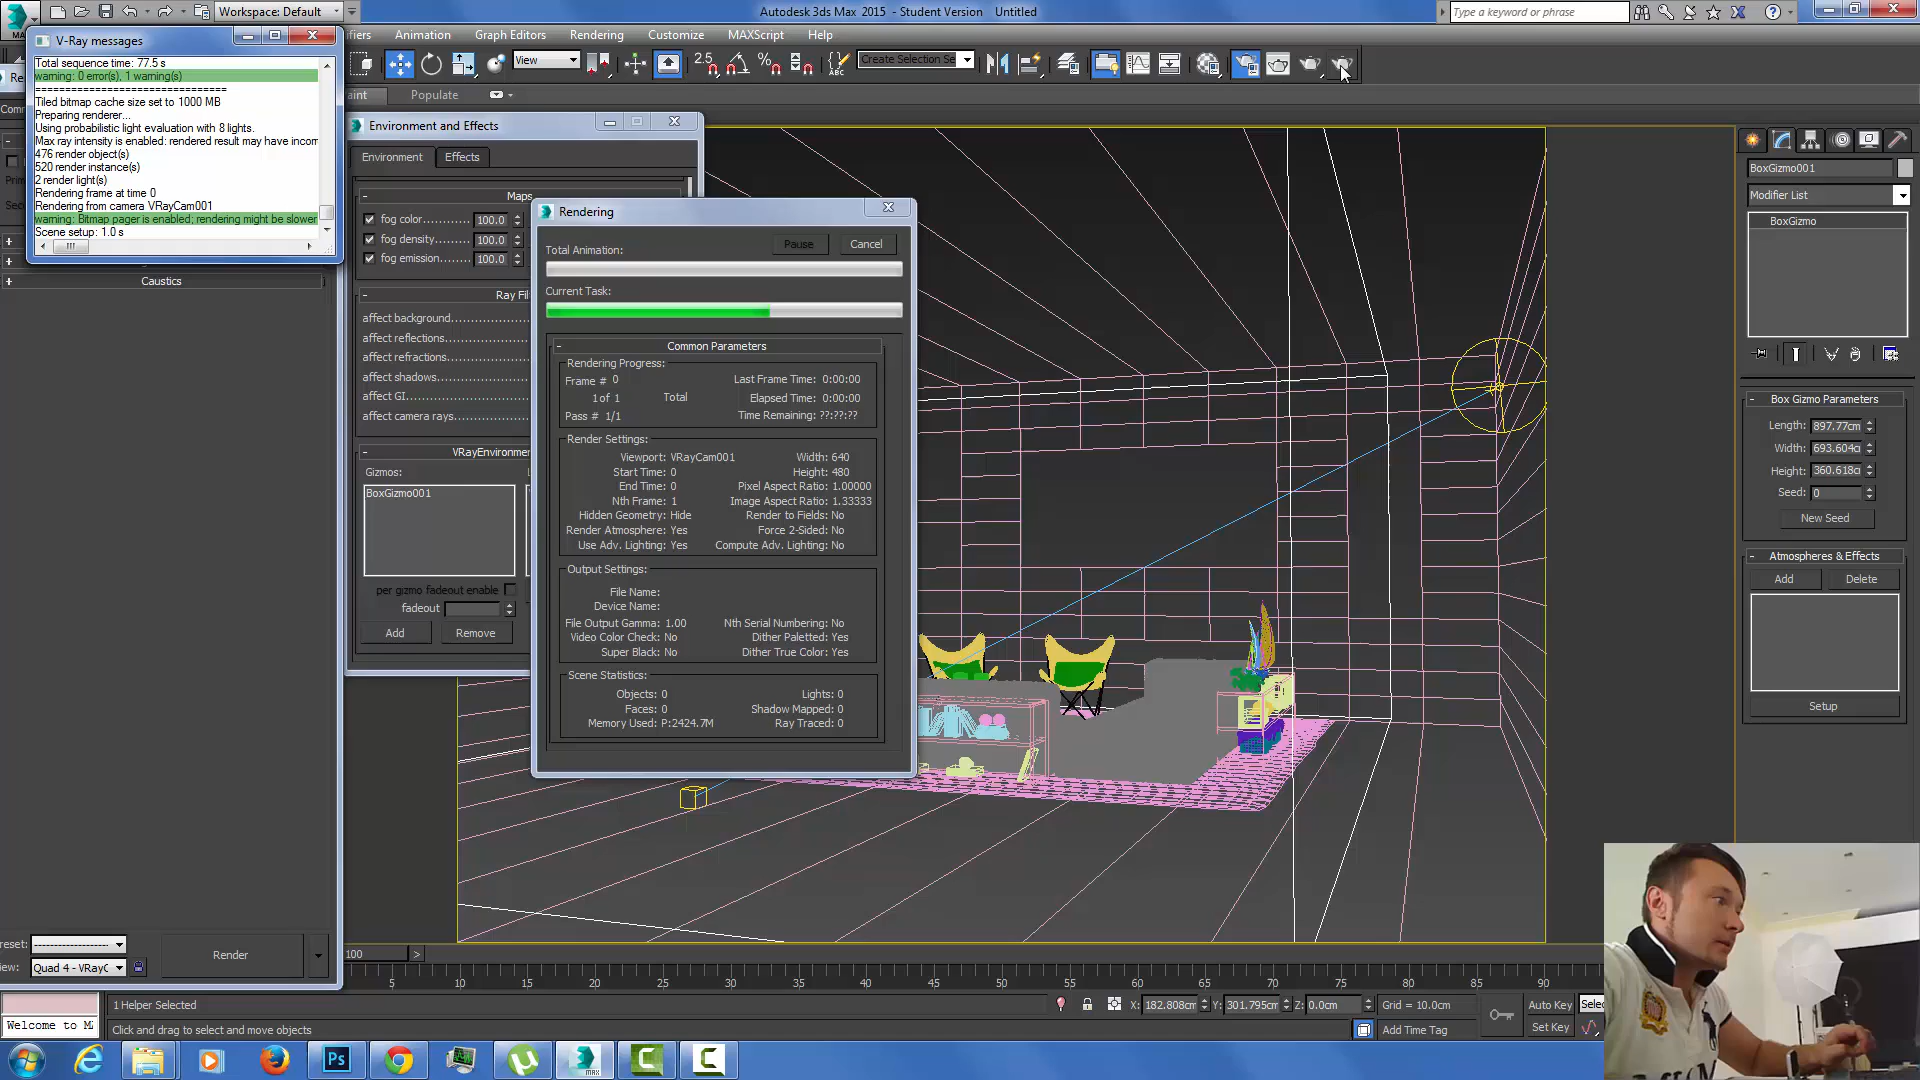 Workspace: Default
Autodesk 3ds Max 2015 - Student Version Untitled
Type a keyword or phrase
V-Ray messages
Animation
Graph Editors
Rendering
Customize
MAXScript
Help
View
2.5
Create Selection Se
Populate
Total sequence time: 77.5 s
warning: 0 error(s), 1 warning(s)
================================
Tiled bitmap cache size set to 1000 MB
Preparing renderer...
Using probabilistic light evaluation with 8 lights.
Max ray intensity is enabled: rendered result may have incom
476 render object(s)
520 render instance(s)
2 render light(s)
Rendering frame at time 0
Rendering from camera VRayCam001
warning: Bitmap pager is enabled; rendering might be slower
Scene setup: 1.0 s
Caustics
Environment and Effects
Environment
Effects
Maps
fog color........... 100.0
fog density......... 100.0
fog emission....... 100.0
Ray Fil
affect background
affect reflections
affect refractions
affect shadows
affect GI
affect camera rays
VRayEnvironmen
Gizmos:
BoxGizmo001
per gizmo fadeout enable
fadeout
Add
Remove
Rendering
Total Animation:
Pause
Cancel
Current Task:
- Common Parameters
Rendering Progress:
Frame # 0
Last Frame Time: 0:00:00
1 of 1 Total
Elapsed Time: 0:00:00
Pass # 1/1
Time Remaining: ??:??:??
Render Settings:
Viewport: VRayCam001
Width: 640
Start Time: 0
Height: 480
End Time: 0
Pixel Aspect Ratio: 1.00000
Nth Frame: 1
Image Aspect Ratio: 1.33333
Hidden Geometry: Hide
Render to Fields: No
Render Atmosphere: Yes
Force 2-Sided: No
Use Adv. Lighting: Yes
Compute Adv. Lighting: No
Output Settings:
File Name:
Device Name:
File Output Gamma: 1.00
Nth Serial Numbering: No
Video Color Check: No
Dither Paletted: Yes
Super Black: No
Dither True Color: Yes
Scene Statistics:
Objects: 0
Lights: 0
Faces: 0
Shadow Mapped: 0
Memory Used: P:2424.7M
Ray Traced: 0
BoxGizmo001
Modifier List
BoxGizmo
- Box Gizmo Parameters
Length: 897.77cm
Width: 693.604c
Height: 360.618c
Seed: 0
New Seed
- Atmospheres & Effects
Add
Delete
Setup
reset:
Render
Quad 4 - VRayC
100
5 10 15 20 25 30 35 40 45 50 55 60 65 70 75 80 85 90
1 Helper Selected
X: 182.808cm
Y: 301.795cm
Z: 0.0cm
Grid = 10.0cm
Auto Key
Selec
Welcome to M
Click and drag to select and move objects
Add Time Tag
Set Key
Ps
MAX